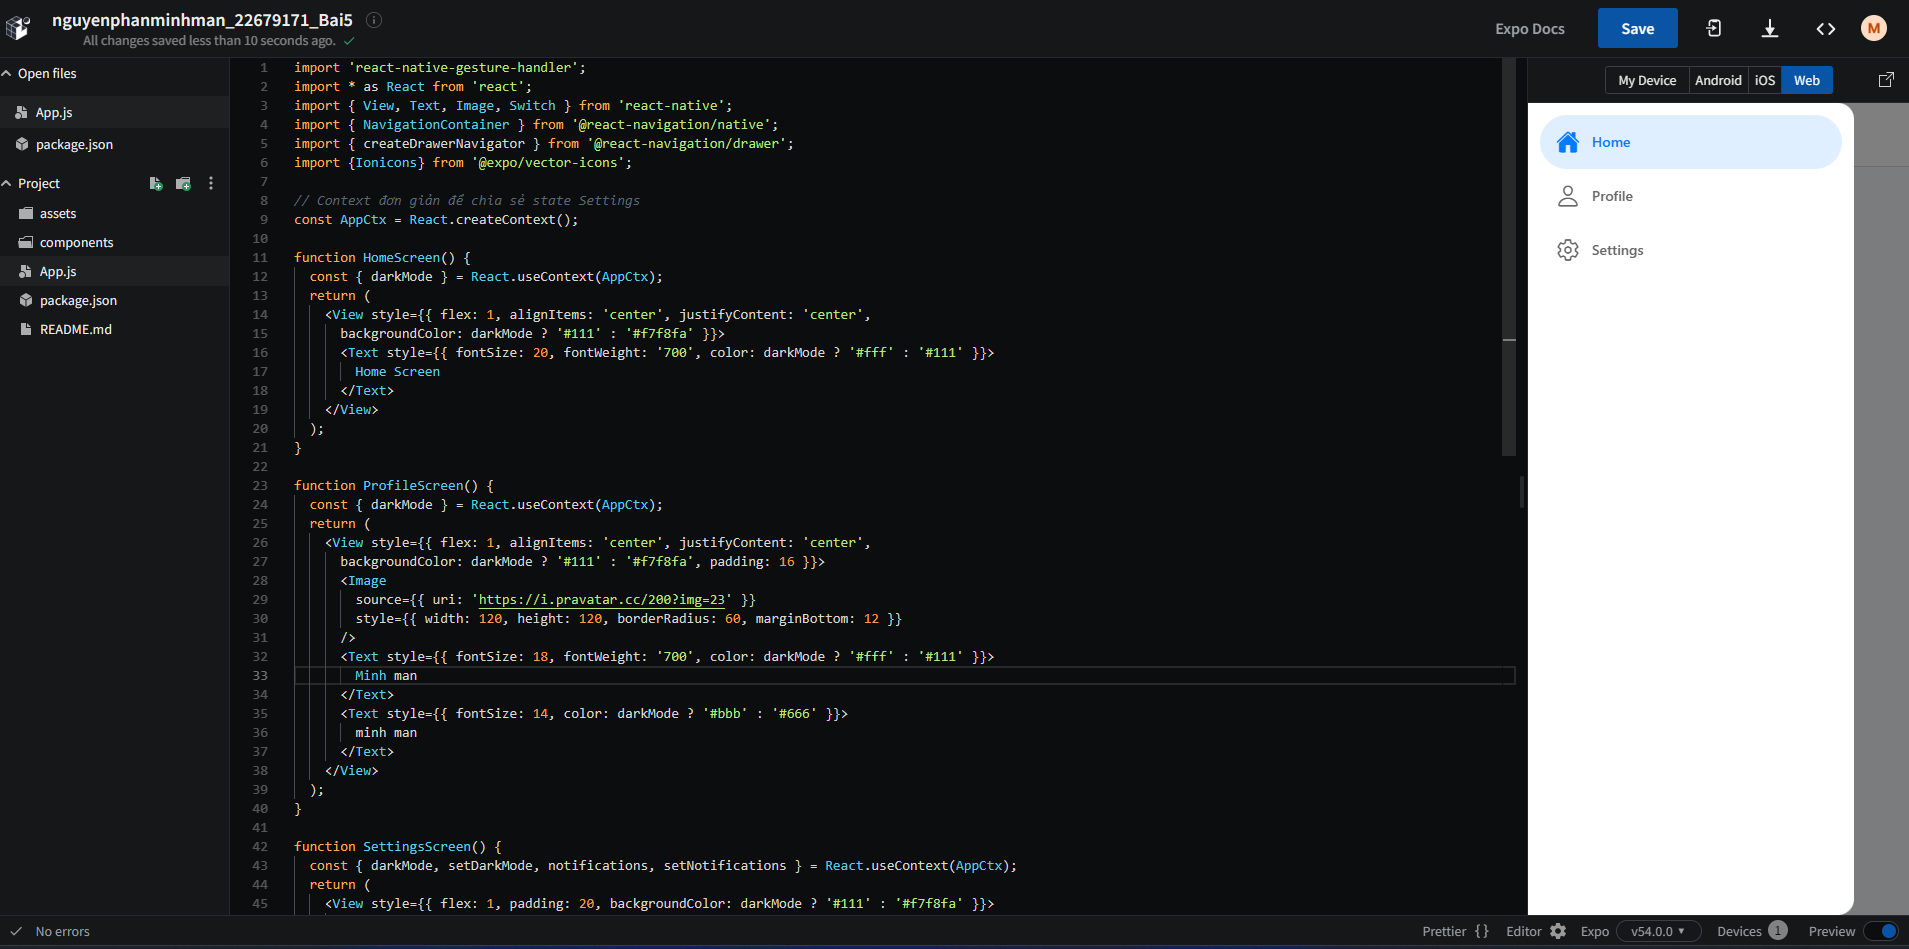 nguyenphanminhman_22679171_Bai5
All changes saved less than 10 seconds ago.
Expo Docs
Save
M
Open files
App.js
package.json
Project
assets
components
App.js
package.json
README.md
1 import 'react-native-gesture-handler';
2 import * as React from 'react';
3 import { View, Text, Image, Switch } from 'react-native';
4 import { NavigationContainer } from '@react-navigation/native';
5 import { createDrawerNavigator } from '@react-navigation/drawer';
6 import {Ionicons} from '@expo/vector-icons';
7
8 // Context đơn giản để chia sẻ state Settings
9 const AppCtx = React.createContext();
10
11 function HomeScreen() {
12 const { darkMode } = React.useContext(AppCtx);
13 return (
14 <View style={{ flex: 1, alignItems: 'center', justifyContent: 'center',
15 backgroundColor: darkMode ? '#111' : '#f7f8fa' }}>
16 <Text style={{ fontSize: 20, fontWeight: '700', color: darkMode ? '#fff' : '#111' }}>
17 Home Screen
18 </Text>
19 </View>
20 );
21 }
22
23 function ProfileScreen() {
24 const { darkMode } = React.useContext(AppCtx);
25 return (
26 <View style={{ flex: 1, alignItems: 'center', justifyContent: 'center',
27 backgroundColor: darkMode ? '#111' : '#f7f8fa', padding: 16 }}>
28 <Image
29 source={{ uri: 'https://i.pravatar.cc/200?img=23' }}
30 style={{ width: 120, height: 120, borderRadius: 60, marginBottom: 12 }}
31 />
32 <Text style={{ fontSize: 18, fontWeight: '700', color: darkMode ? '#fff' : '#111' }}>
33 Minh man
34 </Text>
35 <Text style={{ fontSize: 14, color: darkMode ? '#bbb' : '#666' }}>
36 minh man
37 </Text>
38 </View>
39 );
40 }
41
42 function SettingsScreen() {
43 const { darkMode, setDarkMode, notifications, setNotifications } = React.useContext(AppCtx);
44 return (
45 <View style={{ flex: 1, padding: 20, backgroundColor: darkMode ? '#111' : '#f7f8fa' }}>
My Device Android iOS Web
Home
Profile
Settings
No errors
Prettier {} Editor Expo v54.0.0 Devices 1 Preview